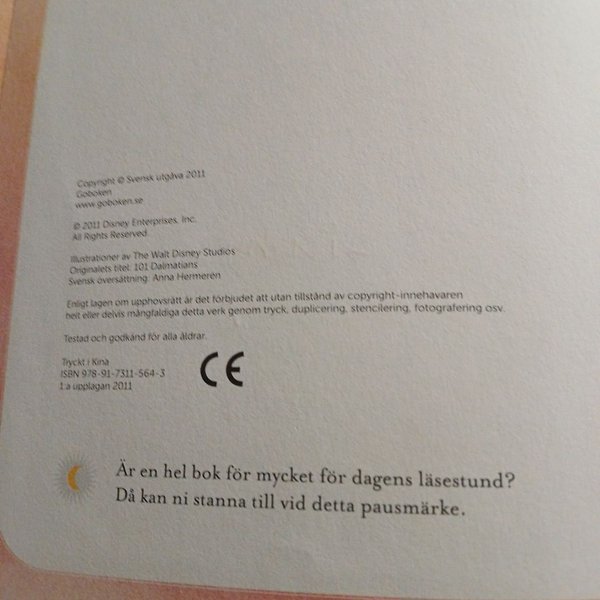 Copyright © Svensk utgåva 2011
Goboken
www.goboken.se
© 2011 Disney Enterprises, Inc.
All Rights Reserved.
Illustrationer av The Walt Disney Studios
Originalets titel: 101 Dalmatians
Svensk översättning: Anna Hermerén
Enligt lagen om upphovsrätt är det förbjudet att utan tillstånd av copyright-innehavaren
helt eller delvis mångfaldiga detta verk genom tryck, duplicering, stencilering, fotografering osv.
Testad och godkänd för alla åldrar.
Tryckt i Kina
ISBN 978-91-7311-564-3
1:a upplagan 2011
CE
Är en hel bok för mycket för dagens läsestund?
Då kan ni stanna till vid detta pausmärke.